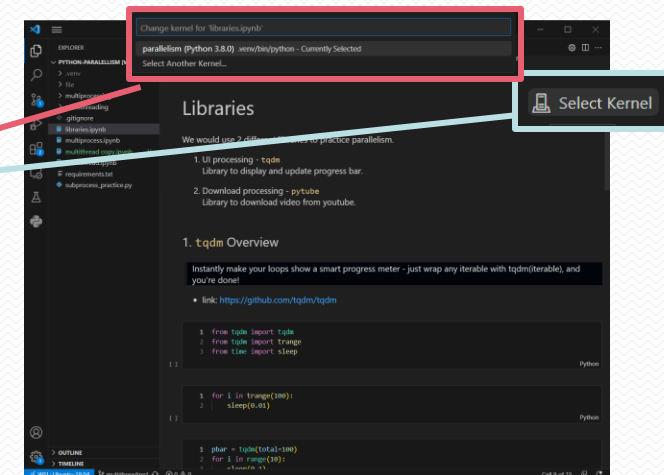 Change kernel for 'libraries.ipynb'
parallelism (Python 3.8.0) .venv/bin/python - Currently Selected
Select Another Kernel...
Select Kernel
EXPLORER
> .venv
> file
libraries.ipynb
multiprocess.ipynb
multithread copy.ipynb
requirements.txt
subprocess_practice.py
> OUTLINE
> TIMELINE
Libraries
We would use 2 different libraries to practice parallelism.
1. UI processing - tqdm
Library to display and update progress bar.
2. Download processing - pytube
Library to download video from youtube.
1. tqdm Overview
Instantly make your loops show a smart progress meter - just wrap any iterable with tqdm(iterable), and
you're done!
• link: https://github.com/tqdm/tqdm
1 from tqdm import tqdm
2 from tqdm import trange
3 from time import sleep
[ ]
Python
1 for i in trange(100):
2 sleep(0.01)
[ ]
Python
1 pbar = tqdm(total=100)
2 for i in range(10):